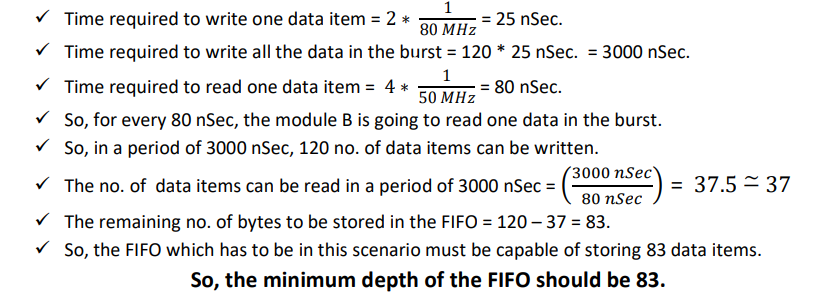 ✓ Time required to write one data item = 2 * 1/80 MHz = 25 nSec.
✓ Time required to write all the data in the burst = 120 * 25 nSec. = 3000 nSec.
✓ Time required to read one data item = 4 * 1/50 MHz = 80 nSec.
✓ So, for every 80 nSec, the module B is going to read one data in the burst.
✓ So, in a period of 3000 nSec, 120 no. of data items can be written.
✓ The no. of data items can be read in a period of 3000 nSec = (3000 nSec/80 nSec) = 37.5 ≃ 37
✓ The remaining no. of bytes to be stored in the FIFO = 120 – 37 = 83.
✓ So, the FIFO which has to be in this scenario must be capable of storing 83 data items.
So, the minimum depth of the FIFO should be 83.